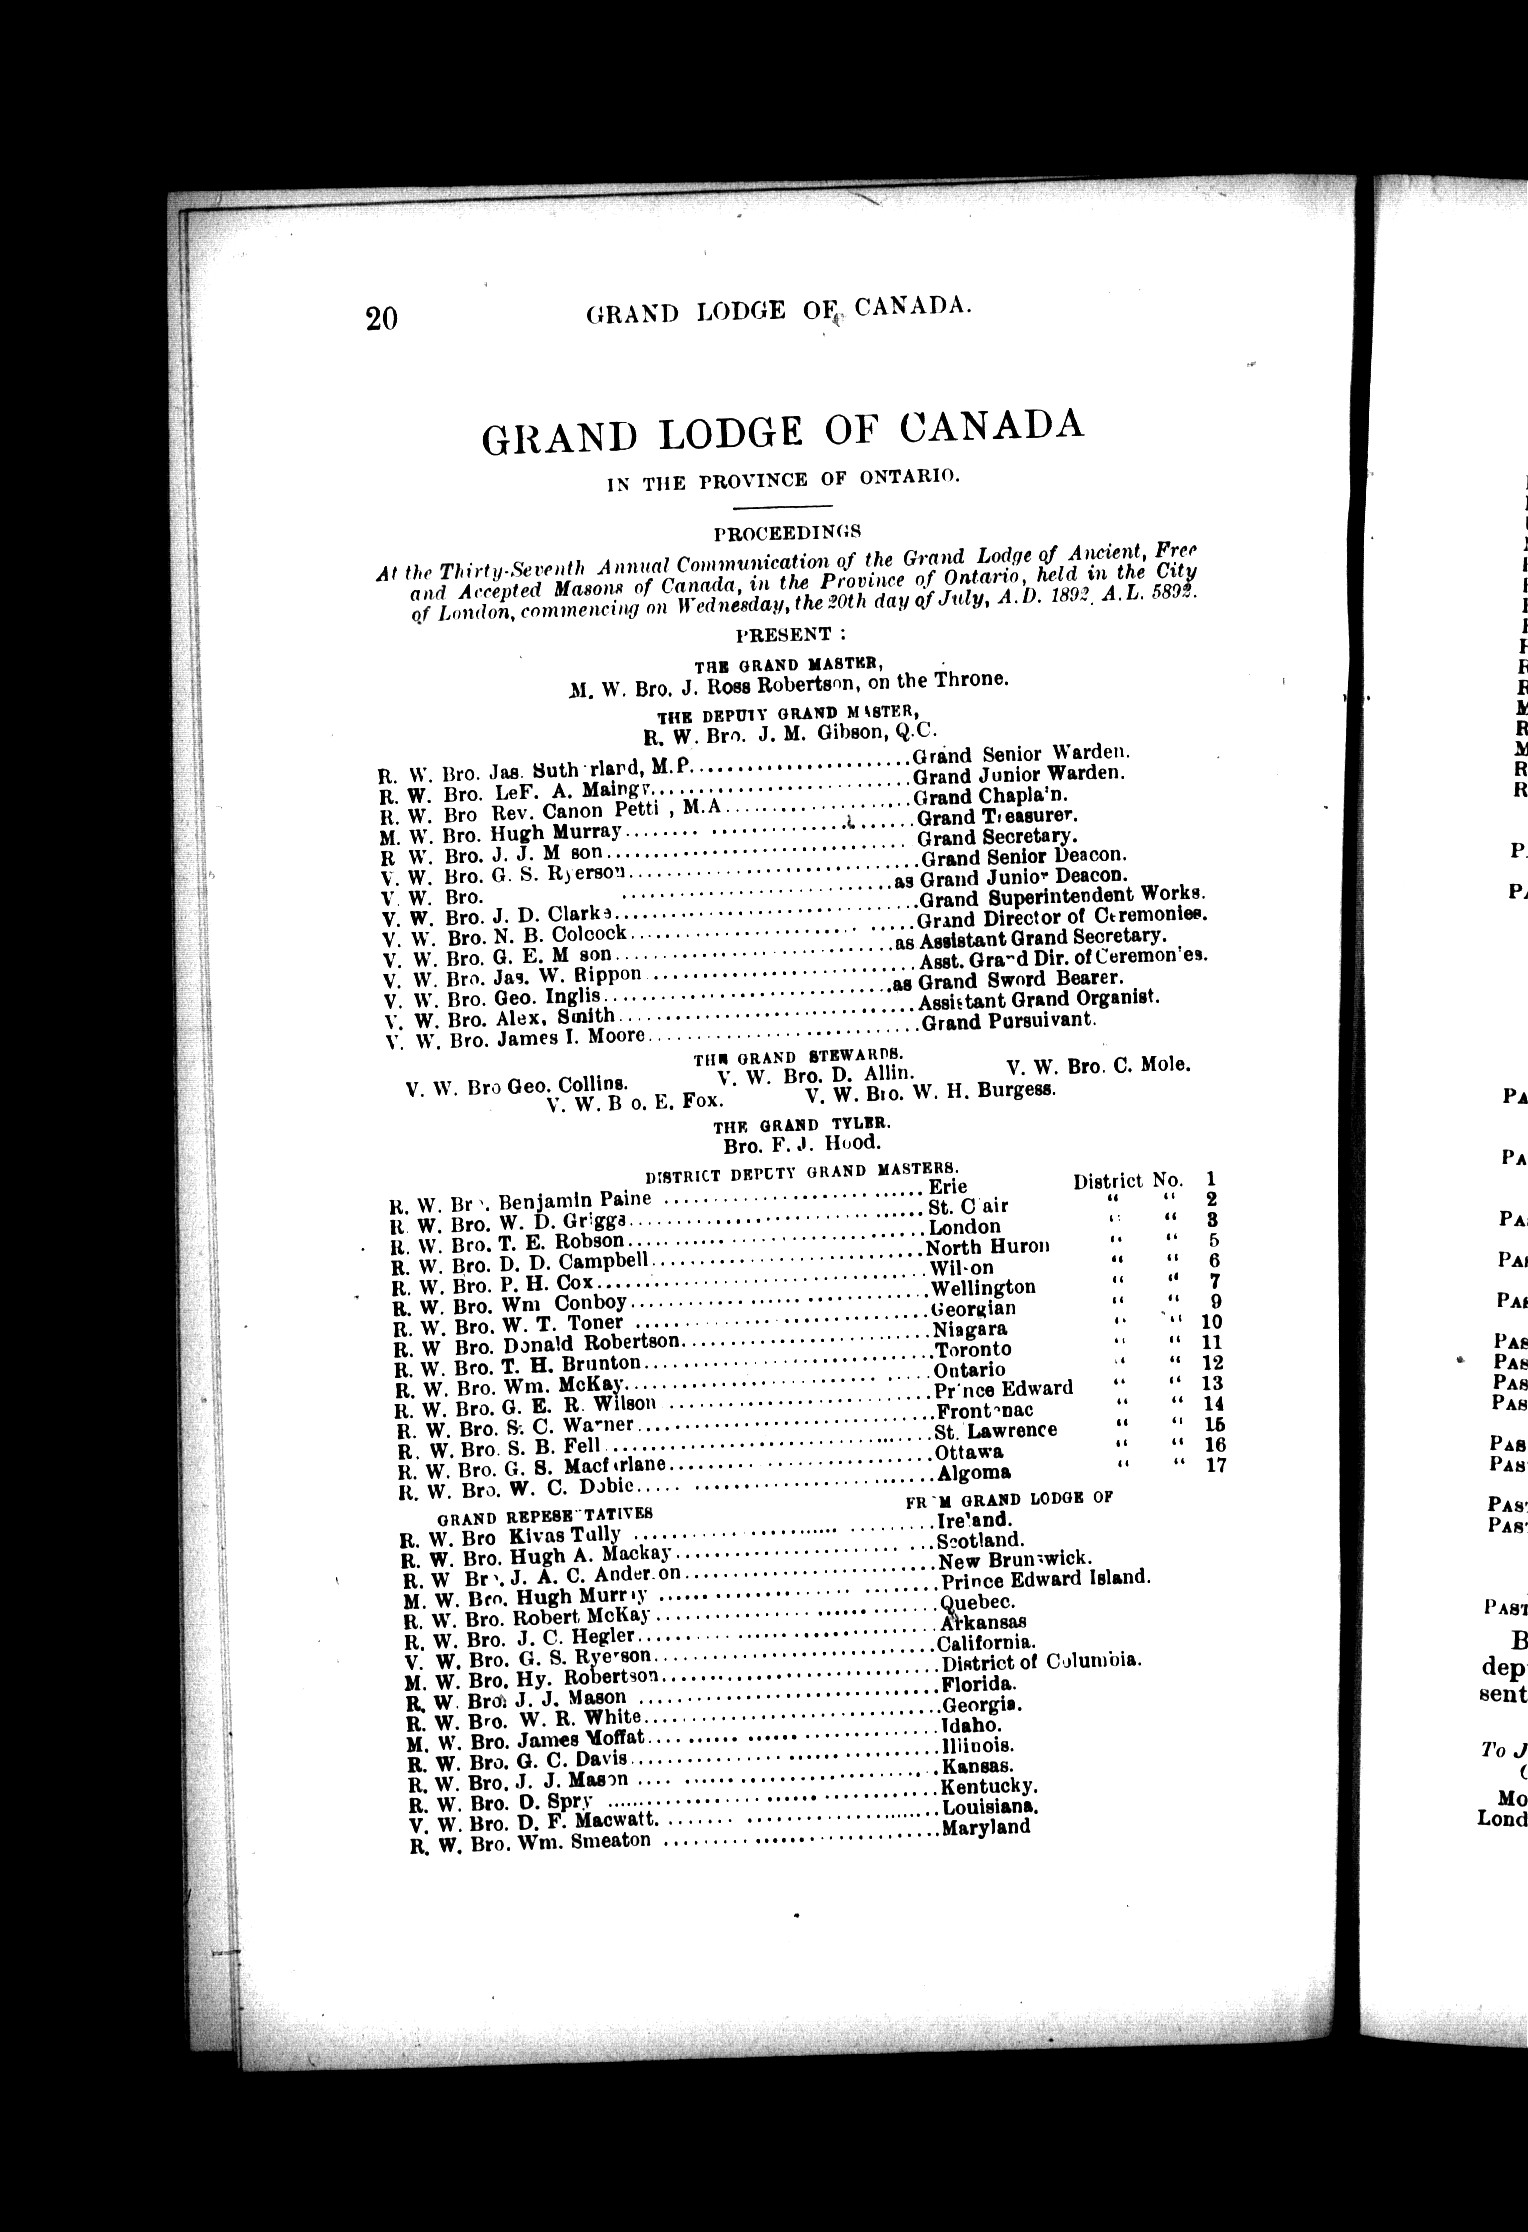 20 GRAND LODGE OF CANADA.
GRAND LODGE OF CANADA
IN THE PROVINCE OF ONTARIO.
PROCEEDINGS
At the Thirty-Seventh Annual Communication of the Grand Lodge of Ancient, Free
and Accepted Masons of Canada, in the Province of Ontario, held in the City
of London, commencing on Wednesday, the 20th day of July, A.D. 1892. A.L. 5892.
PRESENT :
THE GRAND MASTER,
M. W. Bro. J. Ross Robertson, on the Throne.
THE DEPUTY GRAND MASTER,
R. W. Bro. J. M. Gibson, Q.C.
R. W. Bro. Jas. Suth rland, M.P. Grand Senior Warden.
R. W. Bro. LeF. A. Maingy Grand Junior Warden.
R. W. Bro Rev. Canon Petti , M.A. Grand Chaplain.
M. W. Bro. Hugh Murray Grand Treasurer.
R W. Bro. J. J. M son Grand Secretary.
V. W. Bro. G. S. Ryerson Grand Senior Deacon.
V. W. Bro. as Grand Junior Deacon.
V. W. Bro. J. D. Clarke Grand Superintendent Works.
V. W. Bro. N. B. Colcock Grand Director of Ceremonies.
V. W. Bro. G. E. M son as Assistant Grand Secretary.
V. W. Bro. Jas. W. Rippon Asst. Grand Dir. of Ceremonies.
V. W. Bro. Geo. Inglis as Grand Sword Bearer.
V. W. Bro. Alex. Smith Assistant Grand Organist.
V. W. Bro. James I. Moore Grand Pursuivant.
THE GRAND STEWARDS.
V. W. Bro Geo. Collins. V. W. Bro. D. Allin. V. W. Bro. C. Mole.
V. W. B o. E. Fox. V. W. Bro. W. H. Burgess.
THE GRAND TYLER.
Bro. F. J. Hood.
DISTRICT DEPUTY GRAND MASTERS.
R. W. Bro. Benjamin Paine Erie District No. 1
R. W. Bro. W. D. Griggs St. C air " " 2
R. W. Bro. T. E. Robson London " " 3
R. W. Bro. D. D. Campbell North Huron " " 5
R. W. Bro. P. H. Cox Wilson " " 6
R. W. Bro. Wm Conboy Wellington " " 7
R. W. Bro. W. T. Toner Georgian " " 9
R. W Bro. Donald Robertson Niagara " " 10
R. W. Bro. T. H. Brunton Toronto " " 11
R. W. Bro. Wm. McKay Ontario " " 12
R. W. Bro. G. E. R. Wilson Prince Edward " " 13
R. W. Bro. S. C. Warner Frontenac " " 14
R. W. Bro. S. B. Fell St. Lawrence " " 15
R. W. Bro. G. S. Macfarlane Ottawa " " 16
R. W. Bro. W. C. Dobie Algoma " " 17
GRAND REPESE TATIVES FR M GRAND LODGE OF
R. W. Bro Kivas Tully Ireland.
R. W. Bro. Hugh A. Mackay Scotland.
R. W Bro. J. A. C. Anderson New Brunswick.
M. W. Bro. Hugh Murray Prince Edward Island.
R. W. Bro. Robert McKay Quebec.
R. W. Bro. J. C. Hegler Arkansas
V. W. Bro. G. S. Ryerson California.
M. W. Bro. Hy. Robertson District of Columbia.
R. W. Bro. J. J. Mason Florida.
R. W. Bro. W. R. White Georgia.
M. W. Bro. James Moffat Idaho.
R. W. Bro. G. C. Davis Illinois.
R. W. Bro. J. J. Mason Kansas.
R. W. Bro. D. Spry Kentucky.
V. W. Bro. D. F. Macwatt. Louisiana.
R. W. Bro. Wm. Smeaton Maryland